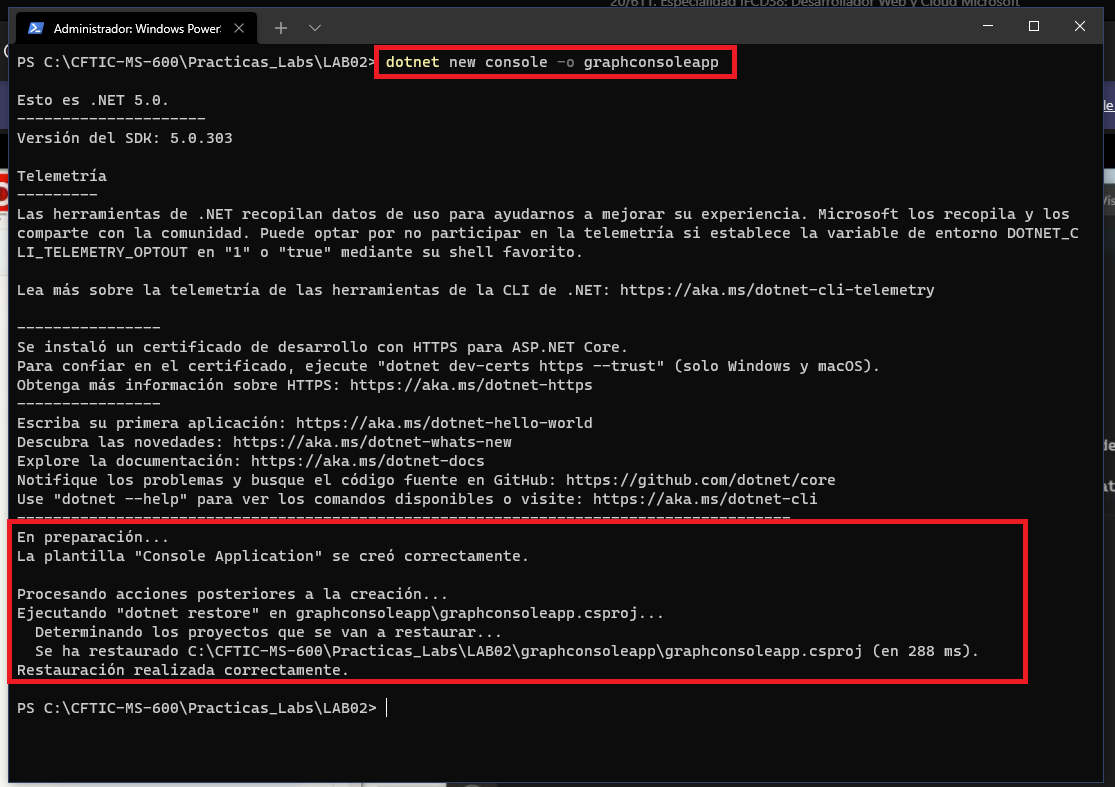 20/611. Especialidad IFCD58: Desarrollador Web y Cloud Microsoft
Administrador: Windows Power
PS C:\CFTIC-MS-600\Practicas_Labs\LAB02> dotnet new console -o graphconsoleapp
Esto es .NET 5.0.
---------------------
Versión del SDK: 5.0.303
Telemetría
---------
Las herramientas de .NET recopilan datos de uso para ayudarnos a mejorar su experiencia. Microsoft los recopila y los
comparte con la comunidad. Puede optar por no participar en la telemetría si establece la variable de entorno DOTNET_C
LI_TELEMETRY_OPTOUT en "1" o "true" mediante su shell favorito.
Lea más sobre la telemetría de las herramientas de la CLI de .NET: https://aka.ms/dotnet-cli-telemetry
----------------
Se instaló un certificado de desarrollo con HTTPS para ASP.NET Core.
Para confiar en el certificado, ejecute "dotnet dev-certs https --trust" (solo Windows y macOS).
Obtenga más información sobre HTTPS: https://aka.ms/dotnet-https
----------------
Escriba su primera aplicación: https://aka.ms/dotnet-hello-world
Descubra las novedades: https://aka.ms/dotnet-whats-new
Explore la documentación: https://aka.ms/dotnet-docs
Notifique los problemas y busque el código fuente en GitHub: https://github.com/dotnet/core
Use "dotnet --help" para ver los comandos disponibles o visite: https://aka.ms/dotnet-cli
--------------------------------------------------------------------------------------
En preparación...
La plantilla "Console Application" se creó correctamente.
Procesando acciones posteriores a la creación...
Ejecutando "dotnet restore" en graphconsoleapp\graphconsoleapp.csproj...
Determinando los proyectos que se van a restaurar...
Se ha restaurado C:\CFTIC-MS-600\Practicas_Labs\LAB02\graphconsoleapp\graphconsoleapp.csproj (en 288 ms).
Restauración realizada correctamente.
PS C:\CFTIC-MS-600\Practicas_Labs\LAB02>